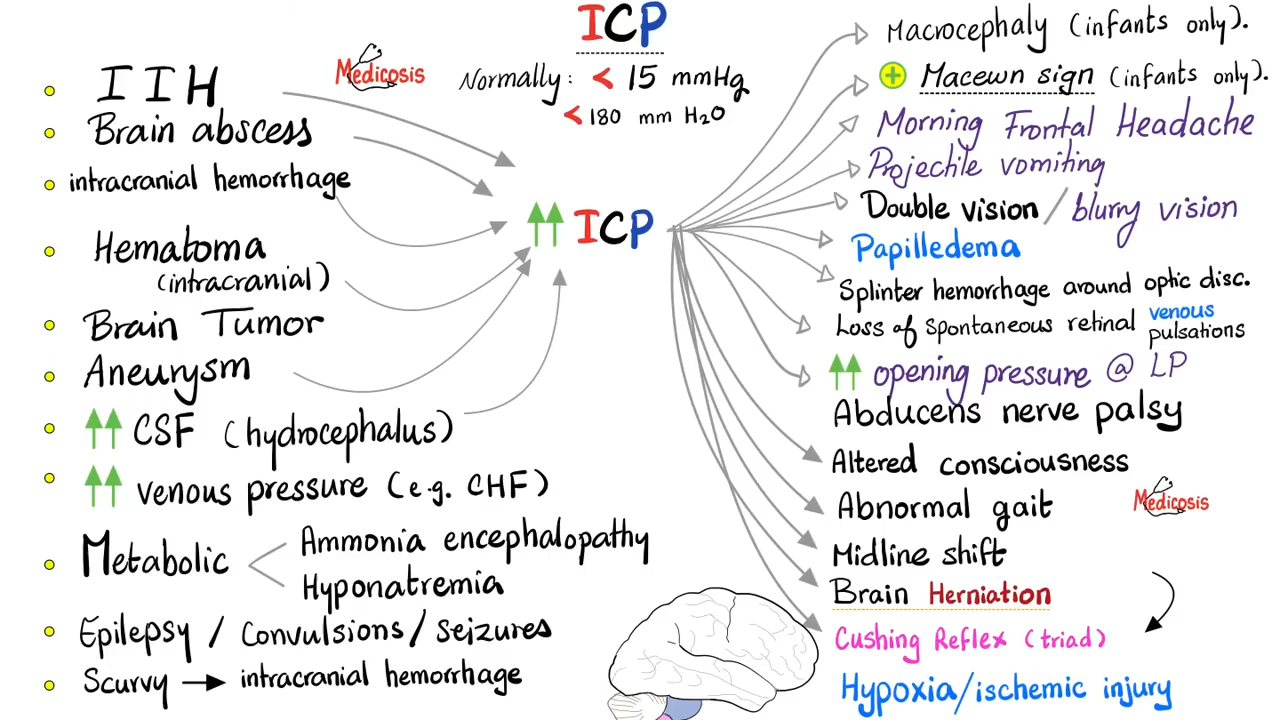 ICP
Normally: < 15 mmHg
< 180 mm H2O
Medicosis
IIH
Brain abscess
intracranial hemorrhage
Hematoma
(intracranial)
Brain Tumor
Aneurysm
↑↑ CSF (hydrocephalus)
↑↑ venous pressure (e.g. CHF)
Metabolic
Ammonia encephalopathy
Hyponatremia
Epilepsy / Convulsions / seizures
Scurvy → intracranial hemorrhage
↑↑ ICP
Macrocephaly (infants only).
+ Macewn sign (infants only).
Morning Frontal Headache
Projectile vomiting
Double vision / blurry vision
Papilledema
Splinter hemorrhage around optic disc.
Loss of spontaneous retinal venous
pulsations
↑↑ opening pressure @ LP
Abducens nerve palsy
Altered consciousness
Abnormal gait
Medicosis
Midline shift
Brain Herniation
Cushing Reflex (triad)
Hypoxia/ischemic injury